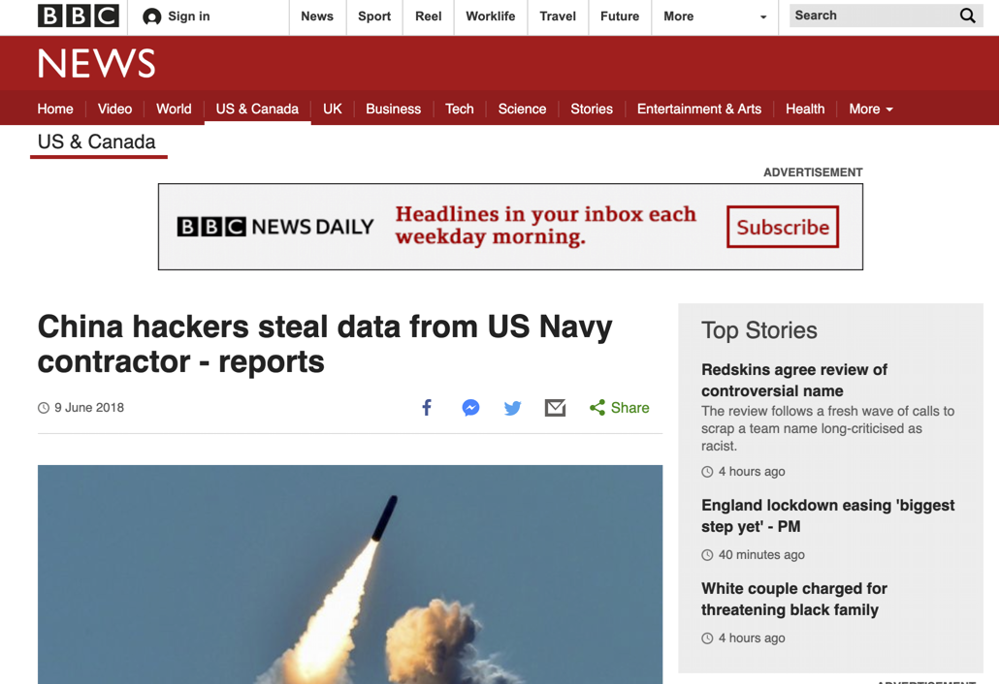 BBC Sign in News Sport Reel Worklife Travel Future More Search
NEWS
Home Video World US & Canada UK Business Tech Science Stories Entertainment & Arts Health More
US & Canada
ADVERTISEMENT
BBC NEWS DAILY
Headlines in your inbox each
weekday morning.
Subscribe
China hackers steal data from US Navy
contractor - reports
9 June 2018
Share
Top Stories
Redskins agree review of
controversial name
The review follows a fresh wave of calls to
scrap a team name long-criticised as
racist.
4 hours ago
England lockdown easing 'biggest
step yet' - PM
40 minutes ago
White couple charged for
threatening black family
4 hours ago
ADVERTISEMENT